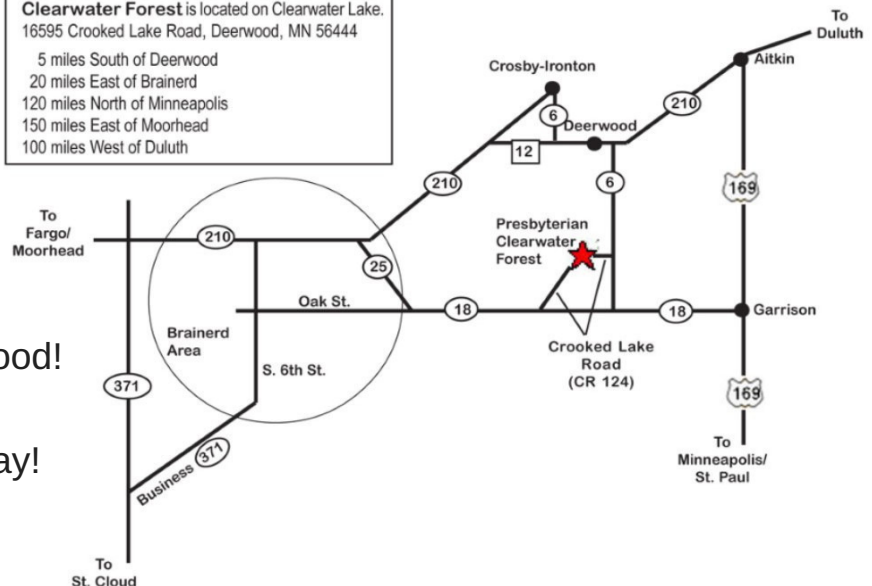 Clearwater Forest is located on Clearwater Lake.
16595 Crooked Lake Road, Deerwood, MN 56444
5 miles South of Deerwood
20 miles East of Brainerd
120 miles North of Minneapolis
150 miles East of Moorhead
100 miles West of Duluth
To
Duluth
Aitkin
Crosby-Ironton
6
210
Deerwood
12
210
6
169
To
Fargo/
Moorhead
210
Presbyterian
Clearwater
Forest
25
Oak St.
18
18
Garrison
Brainerd
Area
Crooked Lake
Road
(CR 124)
ood!
S. 6th St.
371
169
ay!
Business 371
To
Minneapolis/
St. Paul
To
St. Cloud